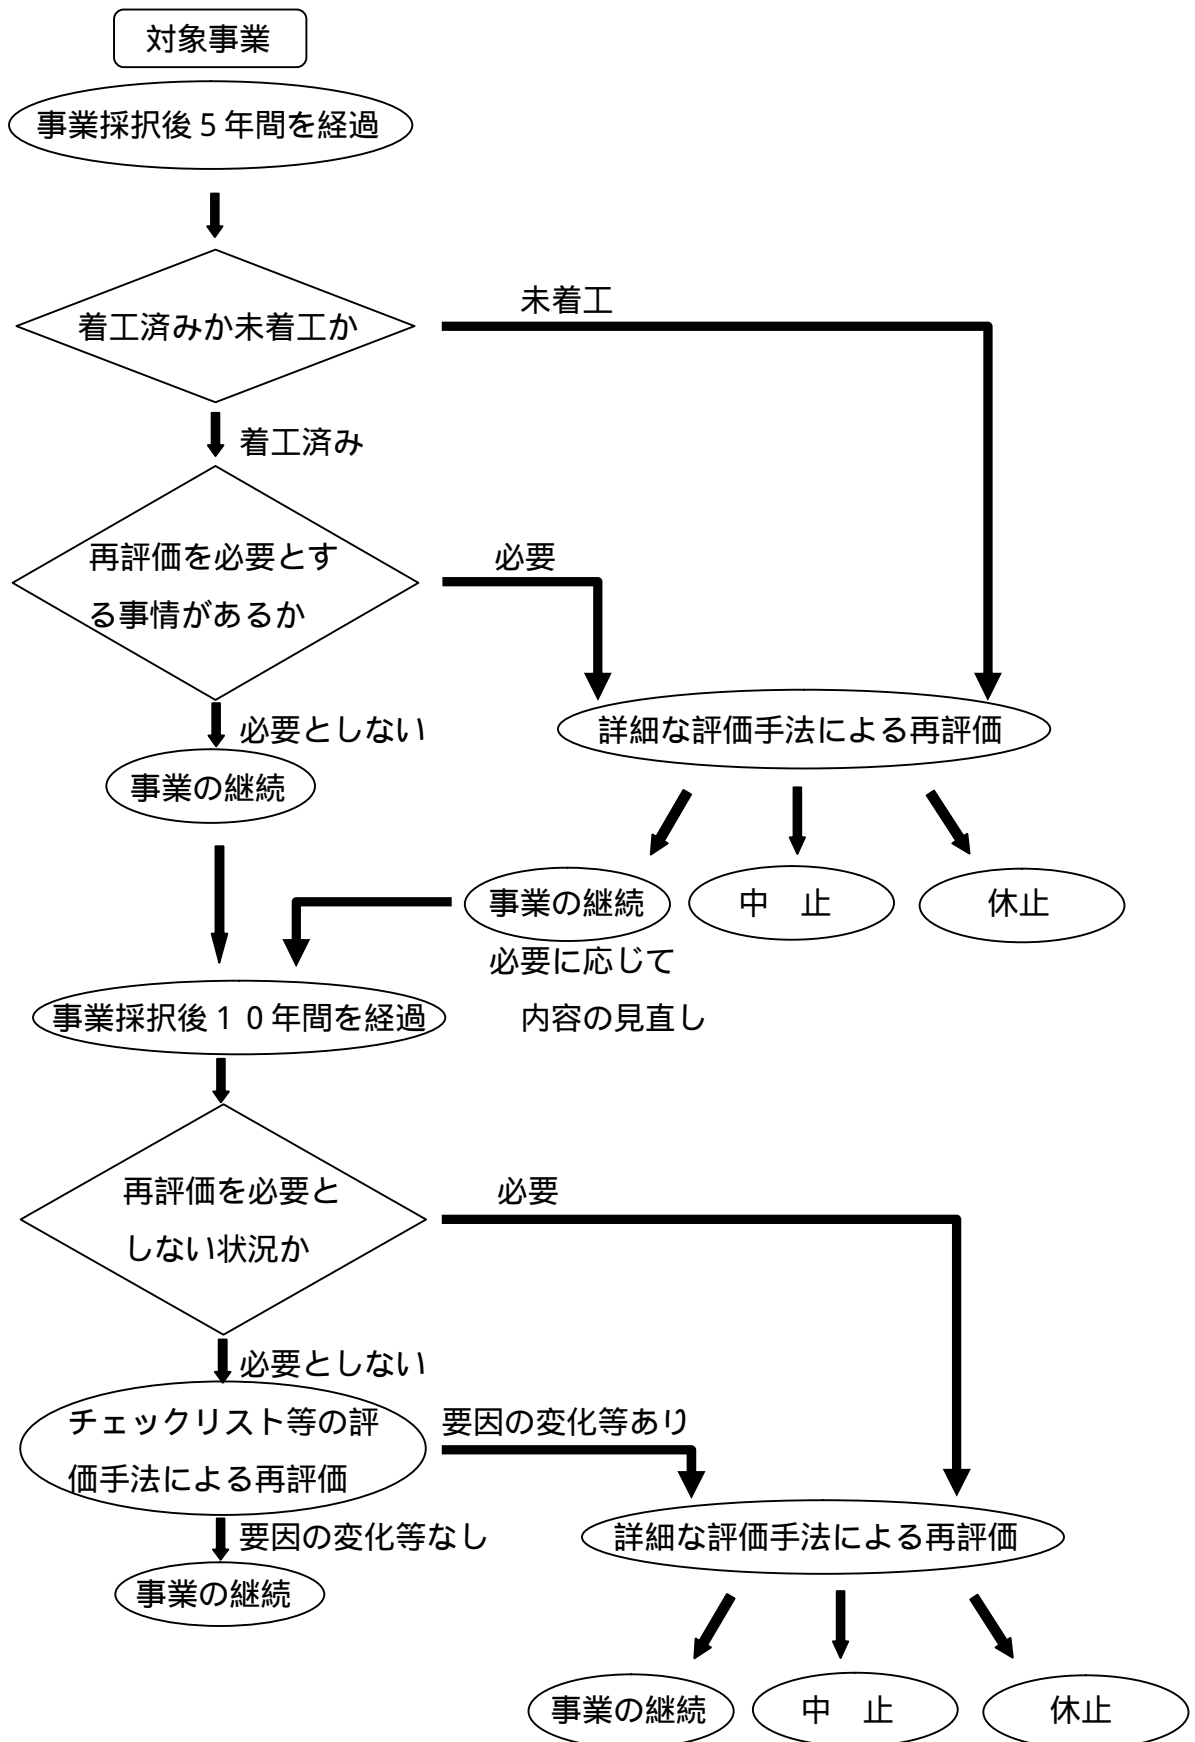 対象事業
事業採択後5年間を経過
着工済みか未着工か
未着工
着工済み
再評価を必要とす
る事情があるか
必要
必要としない
詳細な評価手法による再評価
事業の継続
事業の継続
中　止
休止
必要に応じて
内容の見直し
事業採択後10年間を経過
再評価を必要と
しない状況か
必要
必要としない
チェックリスト等の評
価手法による再評価
要因の変化等あり
要因の変化等なし
詳細な評価手法による再評価
事業の継続
事業の継続
中　止
休止